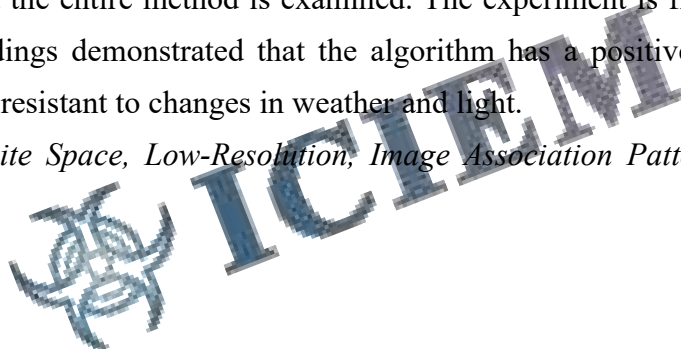 the entire method is examined. The experiment is
dings demonstrated that the algorithm has a positive
resistant to changes in weather and light.
ite Space, Low-Resolution, Image Association Patt
ICIEM